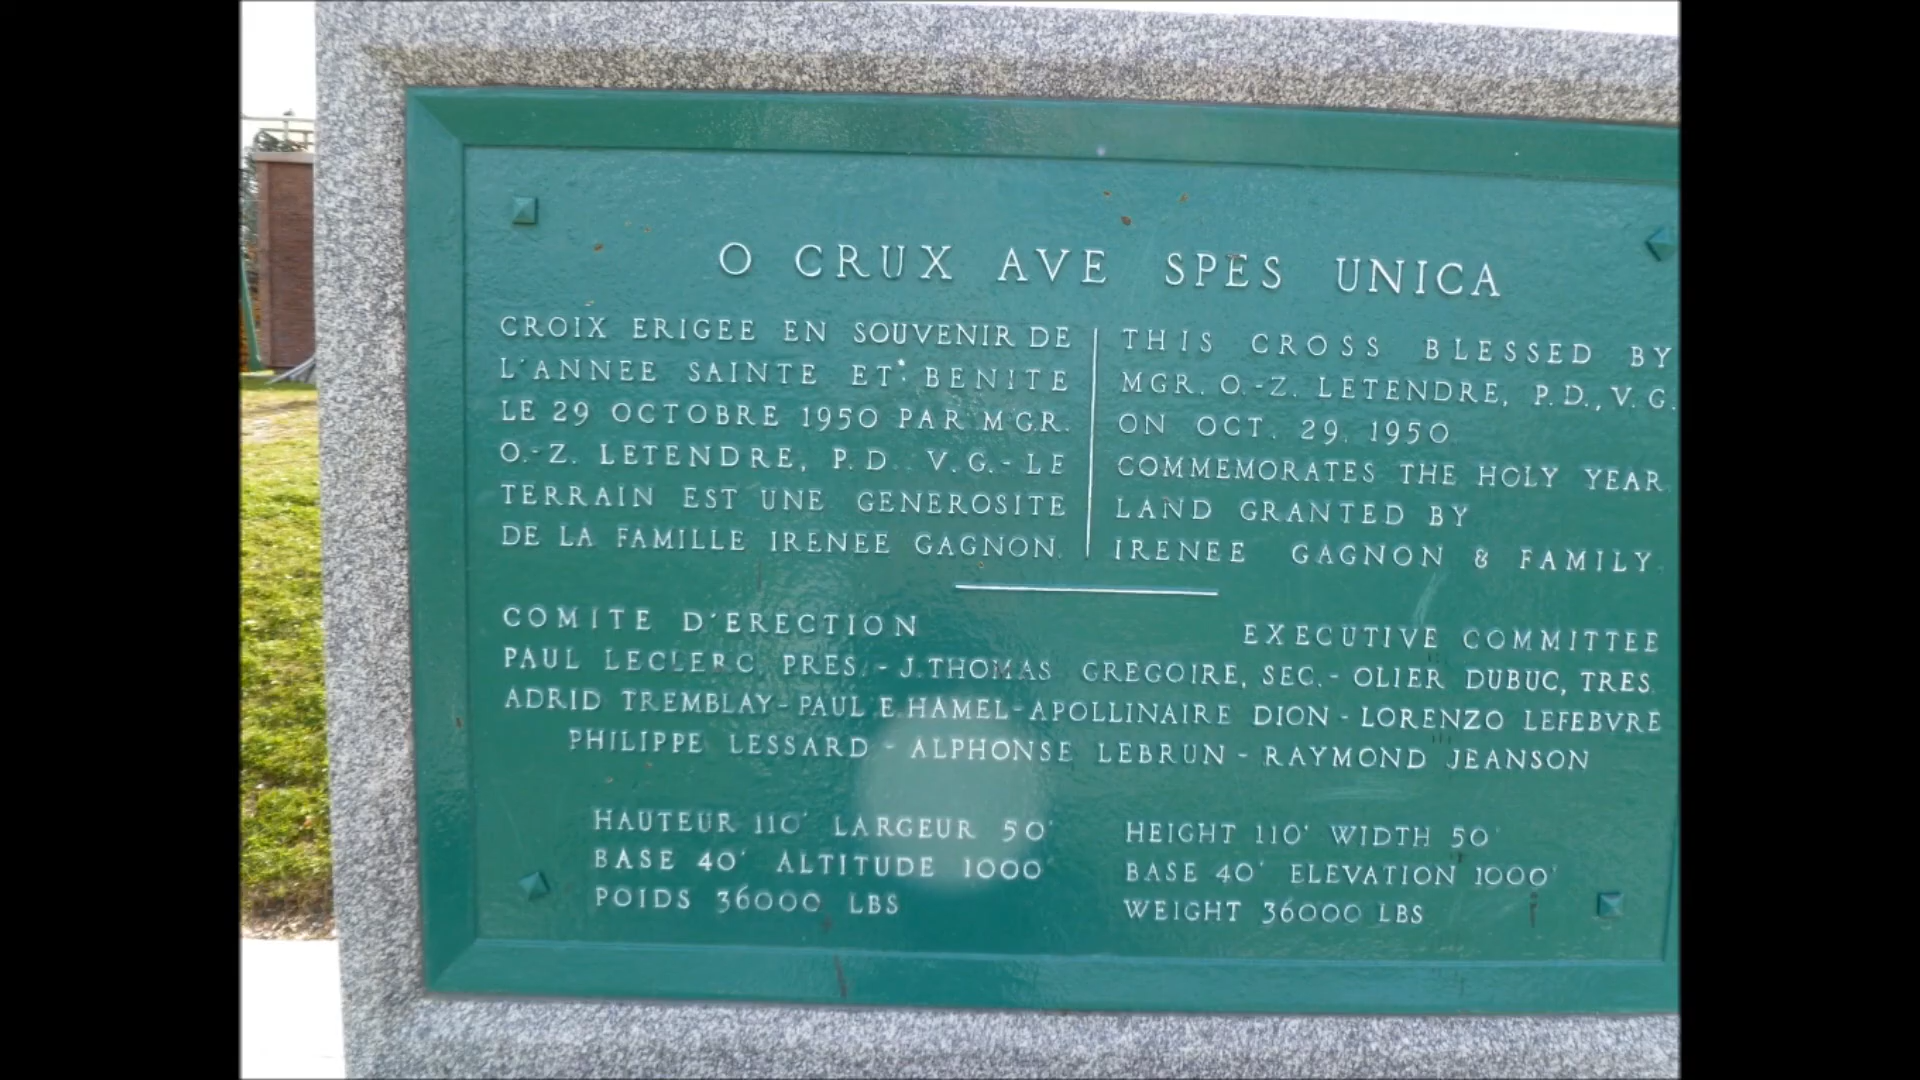 O CRUX AVE SPES UNICA
CROIX ERIGEE EN SOUVENIR DE
L'ANNEE SAINTE ET BENITE
LE 29 OCTOBRE 1950 PAR MGR.
O.-Z. LETENDRE, P.D. V.G.- LE
TERRAIN EST UNE GENEROSITE
DE LA FAMILLE IRENEE GAGNON.
THIS CROSS BLESSED BY
MGR. O.-Z. LETENDRE, P.D., V.G.
ON OCT. 29, 1950
COMMEMORATES THE HOLY YEAR.
LAND GRANTED BY
IRENEE GAGNON & FAMILY.
COMITE D'ERECTION
EXECUTIVE COMMITTEE
PAUL LECLERC, PRES. - J. THOMAS GREGOIRE, SEC. - OLIER DUBUC, TRES.
ADRID TREMBLAY - PAUL E. HAMEL - APOLLINAIRE DION - LORENZO LEFEBVRE
PHILIPPE LESSARD - ALPHONSE LEBRUN - RAYMOND JEANSON
HAUTEUR 110' LARGEUR 50'
BASE 40' ALTITUDE 1000'
POIDS 36000 LBS
HEIGHT 110' WIDTH 50'
BASE 40' ELEVATION 1000'
WEIGHT 36000 LBS